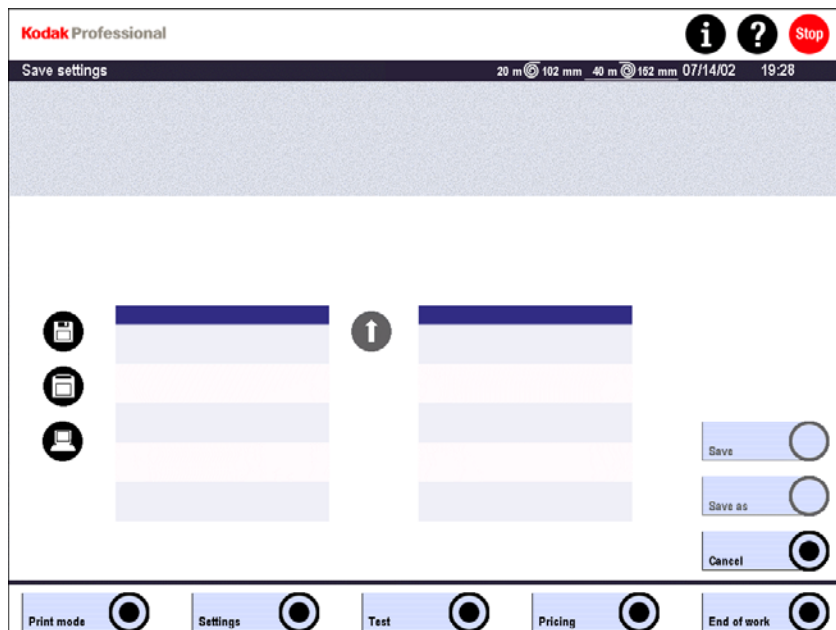 Kodak Professional
i ? Stop
Save settings 20 m 102 mm 40 m 152 mm 07/14/02 19:28
Save
Save as
Cancel
Print mode Settings Test Pricing End of work